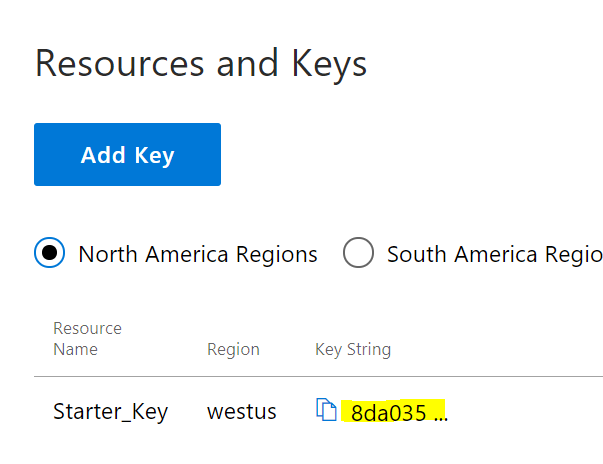 Resources and Keys
Add Key
North America Regions
South America Regio
Resource
Name
Region
Key String
Starter_Key
westus
8da035 ...